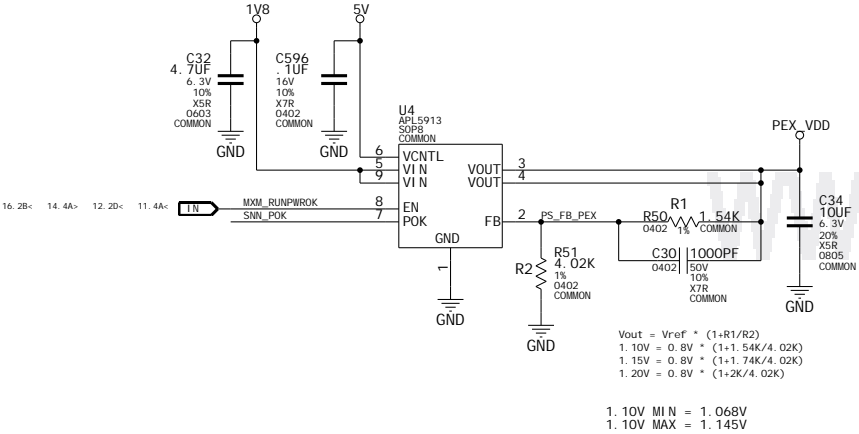 1V8
5V
C32
4.7UF
6.3V
10%
X5R
0603
COMMON
GND
C596
.1UF
16V
10%
X7R
0402
COMMON
GND
U4
APL5913
SOP8
COMMON
6 VCNTL
5 VIN
9 VIN
8 EN
7 POK
VOUT 3
VOUT 4
FB 2
GND
1
GND
16.2B< 14.4A> 12.2D< 11.4A< IN MXM_RUNPWROK
SNN_POK
PS_FB_PEX
PEX_VDD
R1
R50 1.54K
0402 1% COMMON
C30 1000PF
0402 50V
10%
X7R
COMMON
R51
4.02K
R2 1%
0402
COMMON
GND
C34
10UF
6.3V
20%
X5R
0805
COMMON
GND
Vout = Vref * (1+R1/R2)
1.10V = 0.8V * (1+1.54K/4.02K)
1.15V = 0.8V * (1+1.74K/4.02K)
1.20V = 0.8V * (1+2K/4.02K)
1.10V MIN = 1.068V
1.10V MAX = 1.145V